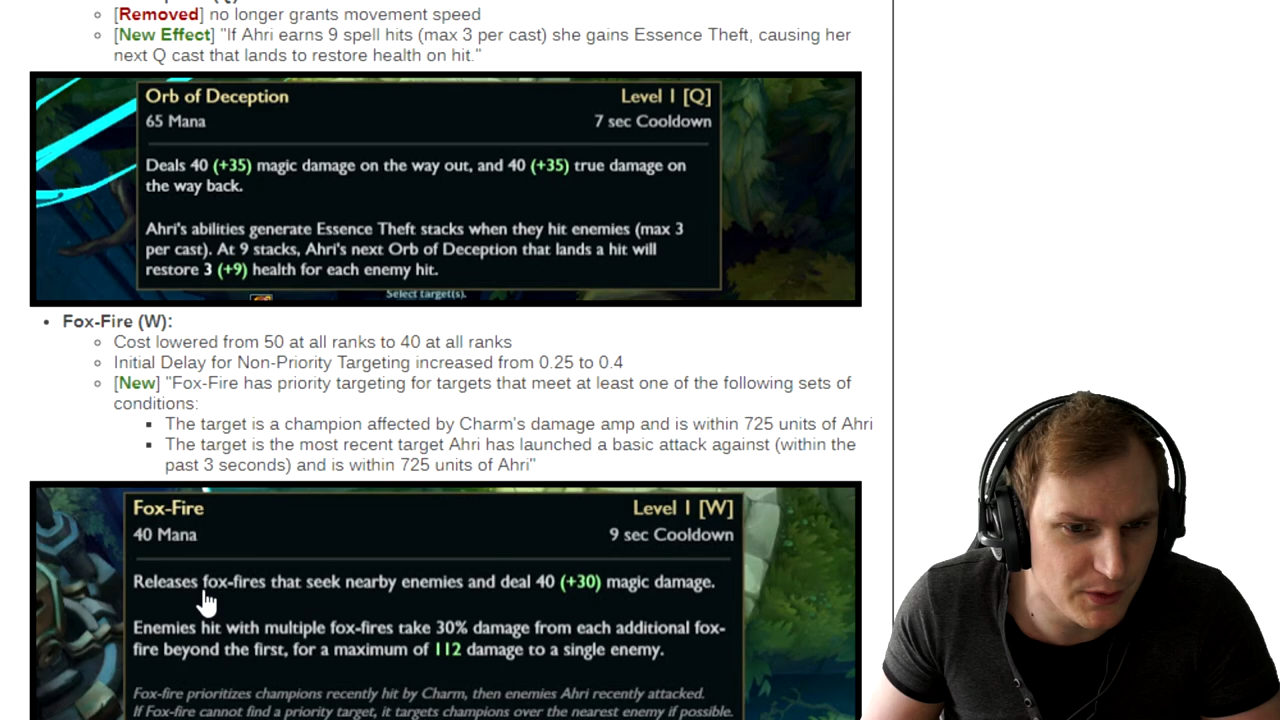 [Removed] no longer grants movement speed
[New Effect] "If Ahri earns 9 spell hits (max 3 per cast) she gains Essence Theft, causing her
next Q cast that lands to restore health on hit."
Orb of Deception
Level 1 [Q]
65 Mana
7 sec Cooldown
Deals 40 (+35) magic damage on the way out, and 40 (+35) true damage on
the way back.
Ahri's abilities generate Essence Theft stacks when they hit enemies (max 3
per cast). At 9 stacks, Ahri's next Orb of Deception that lands a hit will
restore 3 (+9) health for each enemy hit.
Select target(s).
• Fox-Fire (W):
Cost lowered from 50 at all ranks to 40 at all ranks
Initial Delay for Non-Priority Targeting increased from 0.25 to 0.4
[New] "Fox-Fire has priority targeting for targets that meet at least one of the following sets of
conditions:
The target is a champion affected by Charm's damage amp and is within 725 units of Ahri
The target is the most recent target Ahri has launched a basic attack against (within the
past 3 seconds) and is within 725 units of Ahri"
Fox-Fire
Level 1 [W]
40 Mana
9 sec Cooldown
Releases fox-fires that seek nearby enemies and deal 40 (+30) magic damage.
Enemies hit with multiple fox-fires take 30% damage from each additional fox-
fire beyond the first, for a maximum of 112 damage to a single enemy.
Fox-fire prioritizes champions recently hit by Charm, then enemies Ahri recently attacked.
If Fox-fire cannot find a priority target, it targets champions over the nearest enemy if possible.